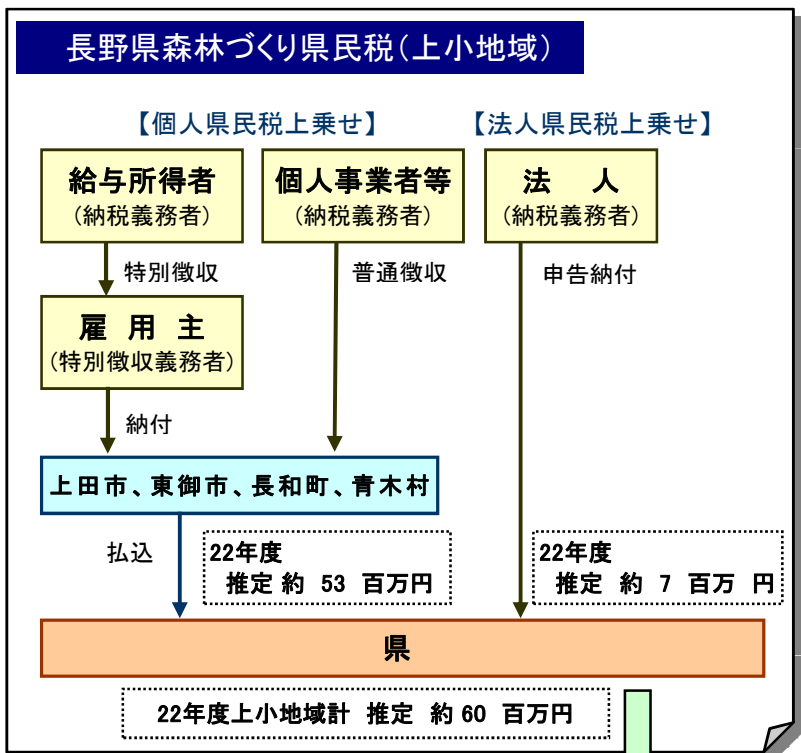 長野県森林づくり県民税(上小地域)
【個人県民税上乗せ】
【法人県民税上乗せ】
給与所得者
(納税義務者)
個人事業者等
(納税義務者)
法 人
(納税義務者)
特別徴収
普通徴収
申告納付
雇 用 主
(特別徴収義務者)
納付
上田市、東御市、長和町、青木村
払込
22年度
推定 約 53 百万円
22年度
推定 約 7 百万 円
県
22年度上小地域計 推定 約 60 百万円